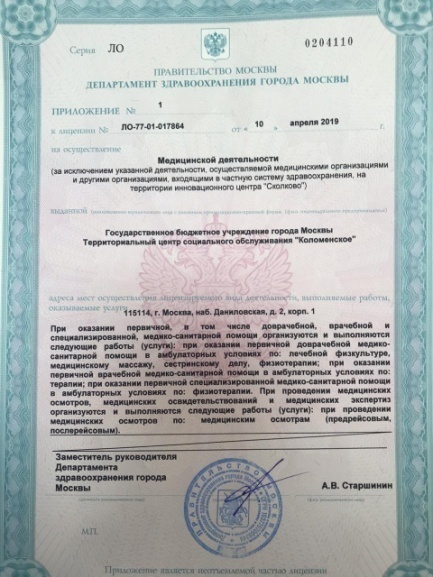 Серия ЛО 0204110
ПРАВИТЕЛЬСТВО МОСКВЫ
ДЕПАРТАМЕНТ ЗДРАВООХРАНЕНИЯ ГОРОДА МОСКВЫ
ПРИЛОЖЕНИЕ № 1
к лицензии № ЛО-77-01-017864 от « 10 » апреля 2019 г.
на осуществление
Медицинской деятельности
(за исключением указанной деятельности, осуществляемой медицинскими организациями
и другими организациями, входящими в частную систему здравоохранения, на
территории инновационного центра "Сколково")
выданной
Государственное бюджетное учреждение города Москвы
Территориальный центр социального обслуживания "Коломенское"
адреса мест осуществления лицензируемого вида деятельности, выполняемые работы,
оказываемые услуги
115114, г. Москва, наб. Даниловская, д. 2, корп. 1
При оказании первичной, в том числе доврачебной, врачебной и
специализированной, медико-санитарной помощи организуются и выполняются
следующие работы (услуги): при оказании первичной доврачебной медико-
санитарной помощи в амбулаторных условиях по: лечебной физкультуре,
медицинскому массажу, сестринскому делу, физиотерапии; при оказании
первичной врачебной медико-санитарной помощи в амбулаторных условиях по:
терапии; при оказании первичной специализированной медико-санитарной помощи
в амбулаторных условиях по: физиотерапии. При проведении медицинских
осмотров, медицинских освидетельствований и медицинских экспертиз
организуются и выполняются следующие работы (услуги): при проведении
медицинских осмотров по: медицинским осмотрам (предрейсовым,
послерейсовым).
Заместитель руководителя
Департамента
здравоохранения города
Москвы
А.В. Старшинин
М.П.
Приложение является неотъемлемой частью лицензии